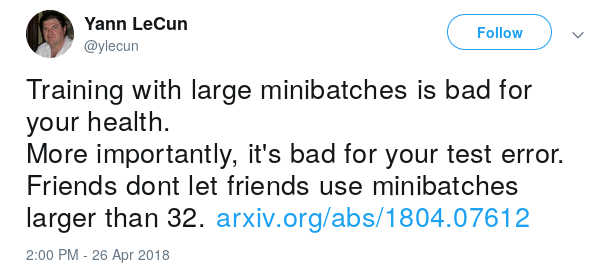 Yann LeCun
@ylecun
Follow
Training with large minibatches is bad for
your health.
More importantly, it's bad for your test error.
Friends dont let friends use minibatches
larger than 32. arxiv.org/abs/1804.07612
2:00 PM - 26 Apr 2018